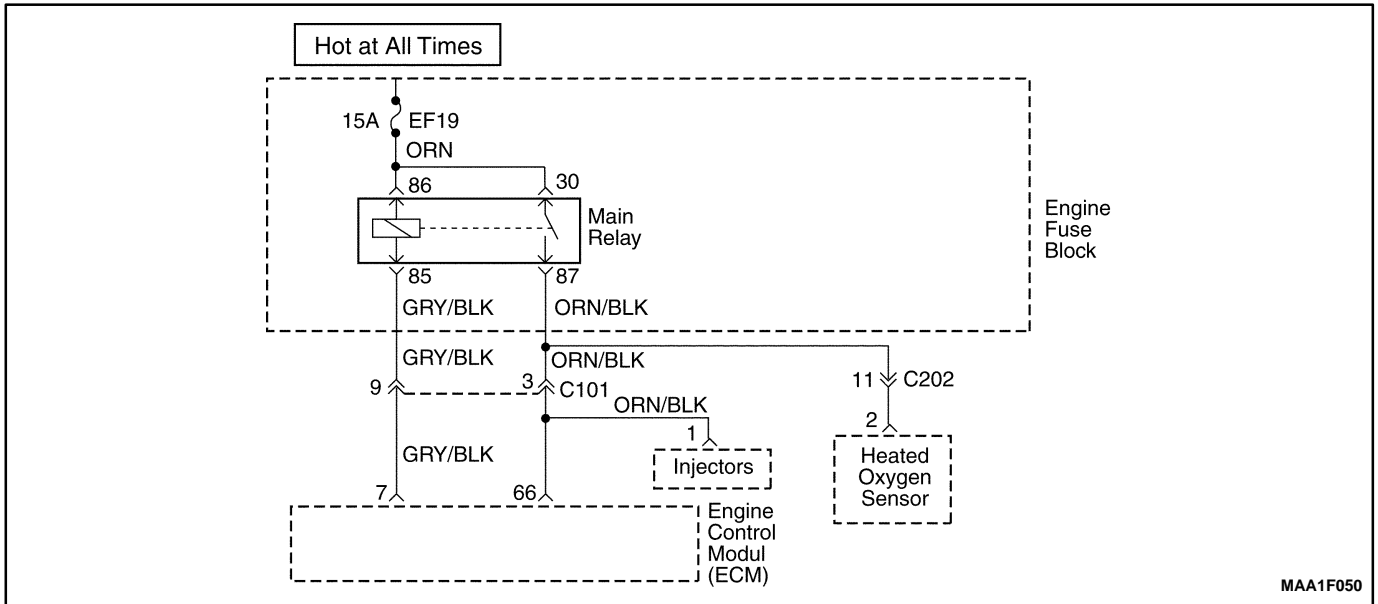 Hot at All Times
15A EF19
ORN
86 30
Main
Relay
Engine
Fuse
Block
85 87
GRY/BLK ORN/BLK
GRY/BLK ORN/BLK
9 3 C101
11 C202
ORN/BLK
1
2
GRY/BLK
Injectors
Heated
Oxygen
Sensor
7 66
Engine
Control
Modul
(ECM)
MAA1F050